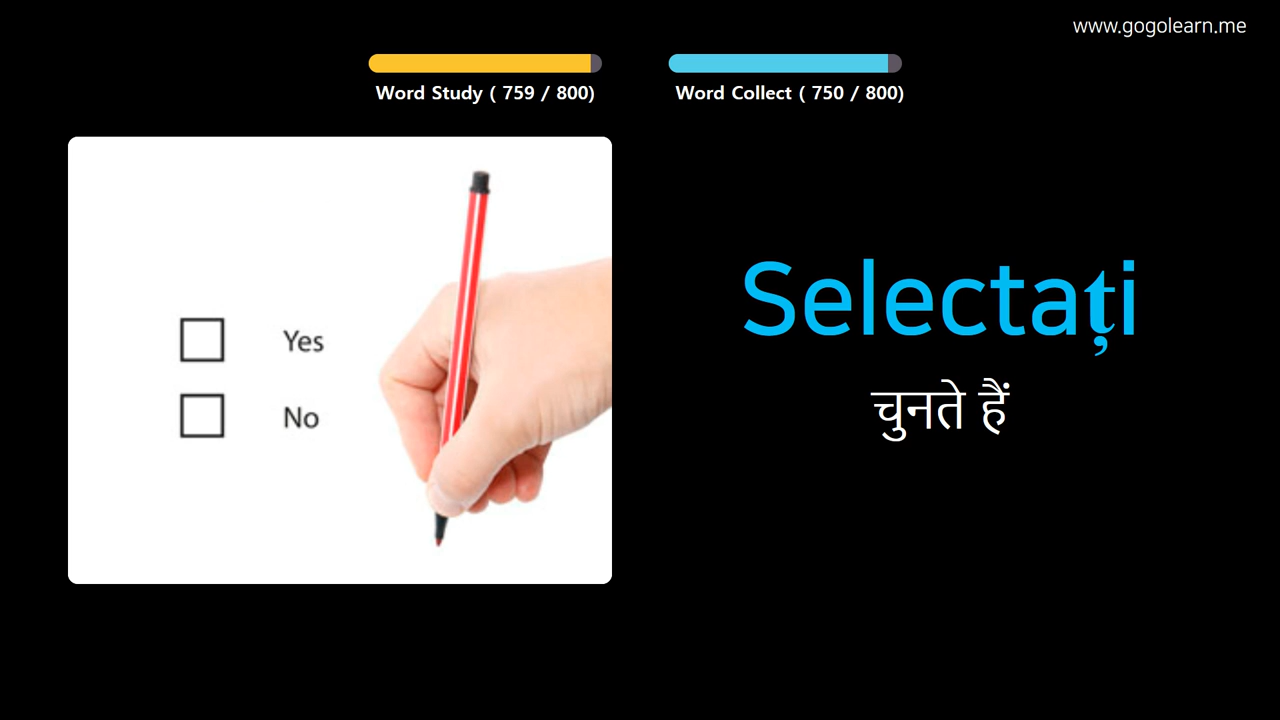 www.gogolearn.me
Word Study ( 759 / 800)
Word Collect ( 750 / 800)
Yes
No
Selectați
चुनते हैं